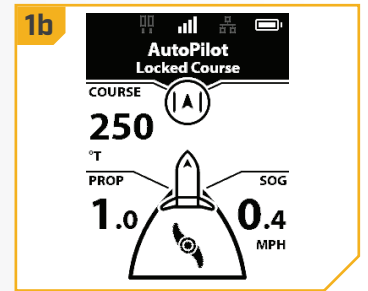 1b
AutoPilot
Locked Course
COURSE
250
°T
PROP
SOG
1.0
0.4
MPH